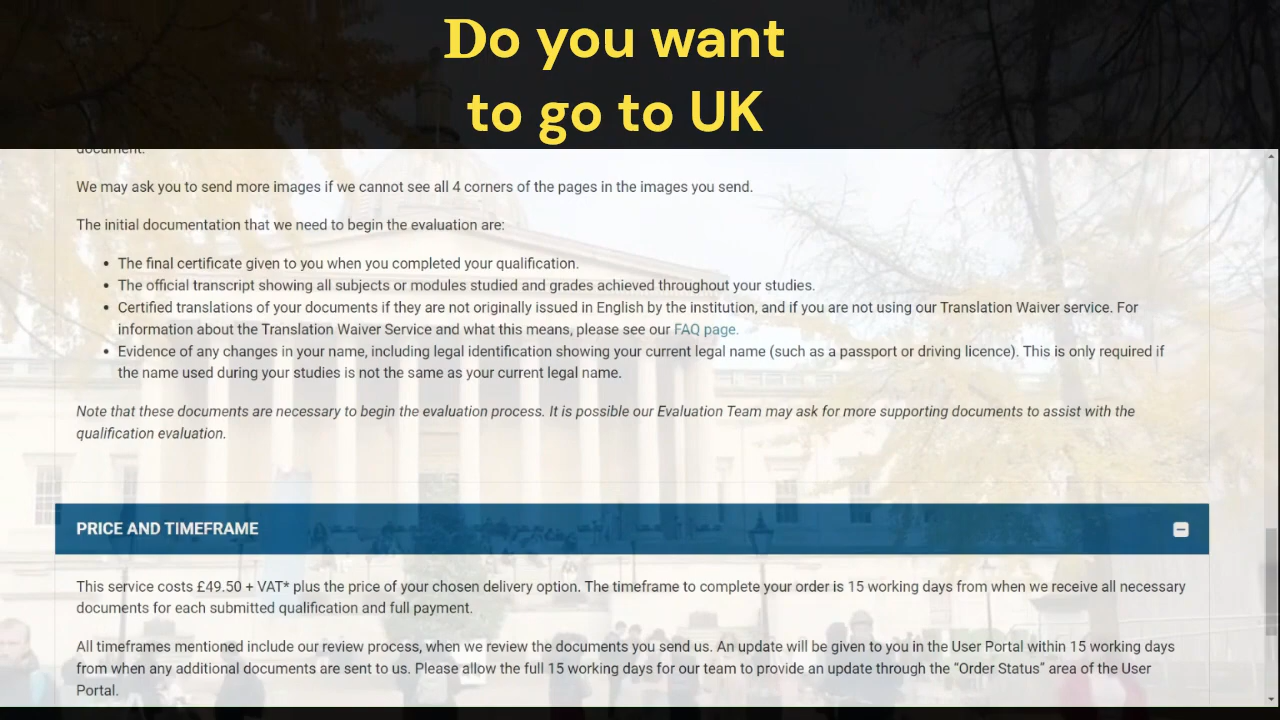 Do you want
to go to UK
document.
We may ask you to send more images if we cannot see all 4 corners of the pages in the images you send.
The initial documentation that we need to begin the evaluation are:
• The final certificate given to you when you completed your qualification.
• The official transcript showing all subjects or modules studied and grades achieved throughout your studies.
• Certified translations of your documents if they are not originally issued in English by the institution, and if you are not using our Translation Waiver service. For
information about the Translation Waiver Service and what this means, please see our FAQ page.
• Evidence of any changes in your name, including legal identification showing your current legal name (such as a passport or driving licence). This is only required if
the name used during your studies is not the same as your current legal name.
Note that these documents are necessary to begin the evaluation process. It is possible our Evaluation Team may ask for more supporting documents to assist with the
qualification evaluation.
PRICE AND TIMEFRAME
This service costs £49.50 + VAT* plus the price of your chosen delivery option. The timeframe to complete your order is 15 working days from when we receive all necessary
documents for each submitted qualification and full payment.
All timeframes mentioned include our review process, when we review the documents you send us. An update will be given to you in the User Portal within 15 working days
from when any additional documents are sent to us. Please allow the full 15 working days for our team to provide an update through the “Order Status” area of the User
Portal.